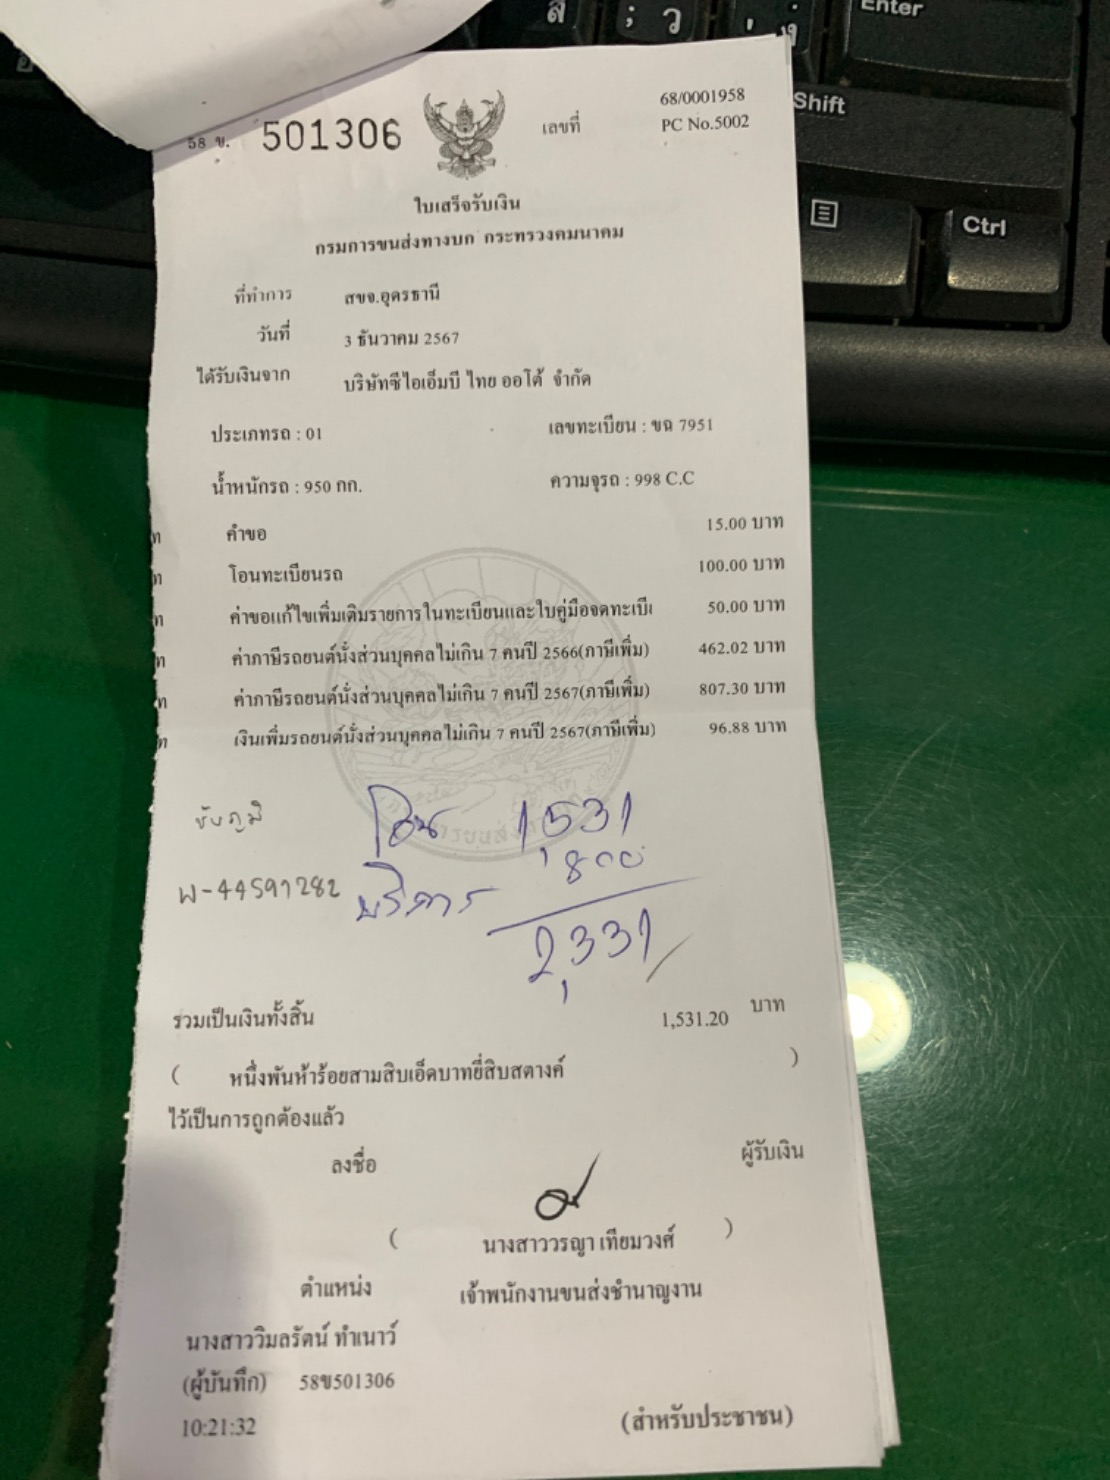 58 ข. 501306 เลขที่ 68/0001958
PC No.5002
ใบเสร็จรับเงิน
กรมการขนส่งทางบก กระทรวงคมนาคม
ที่ทำการ สขจ.อุดรธานี
วันที่ 3 ธันวาคม 2567
ได้รับเงินจาก บริษัทซีไอเอ็มบี ไทย ออโต้ จำกัด
ประเภทรถ : 01 เลขทะเบียน : ขฉ 7951
น้ำหนักรถ : 950 กก. ความจุรถ : 998 C.C
คำขอ 15.00 บาท
โอนทะเบียนรถ 100.00 บาท
ค่าขอแก้ไขเพิ่มเติมรายการในทะเบียนและใบคู่มือจดทะเบี 50.00 บาท
ค่าภาษีรถยนต์นั่งส่วนบุคคลไม่เกิน 7 คนปี 2566(ภาษีเพิ่ม) 462.02 บาท
ค่าภาษีรถยนต์นั่งส่วนบุคคลไม่เกิน 7 คนปี 2567(ภาษีเพิ่ม) 807.30 บาท
เงินเพิ่มรถยนต์นั่งส่วนบุคคลไม่เกิน 7 คนปี 2567(ภาษีเพิ่ม) 96.88 บาท
ชัยภูมิ โอน 1,531
พ-44591282 บริการ 800
2,331
รวมเป็นเงินทั้งสิ้น 1,531.20 บาท
( หนึ่งพันห้าร้อยสามสิบเอ็ดบาทยี่สิบสตางค์ )
ไว้เป็นการถูกต้องแล้ว
ลงชื่อ ผู้รับเงิน
( นางสาววรญา เทียมวงศ์ )
ตำแหน่ง เจ้าพนักงานขนส่งชำนาญงาน
นางสาววิมลรัตน์ ทำเนาว์
(ผู้บันทึก) 58ข501306
10:21:32 (สำหรับประชาชน)
Enter
Shift
Ctrl